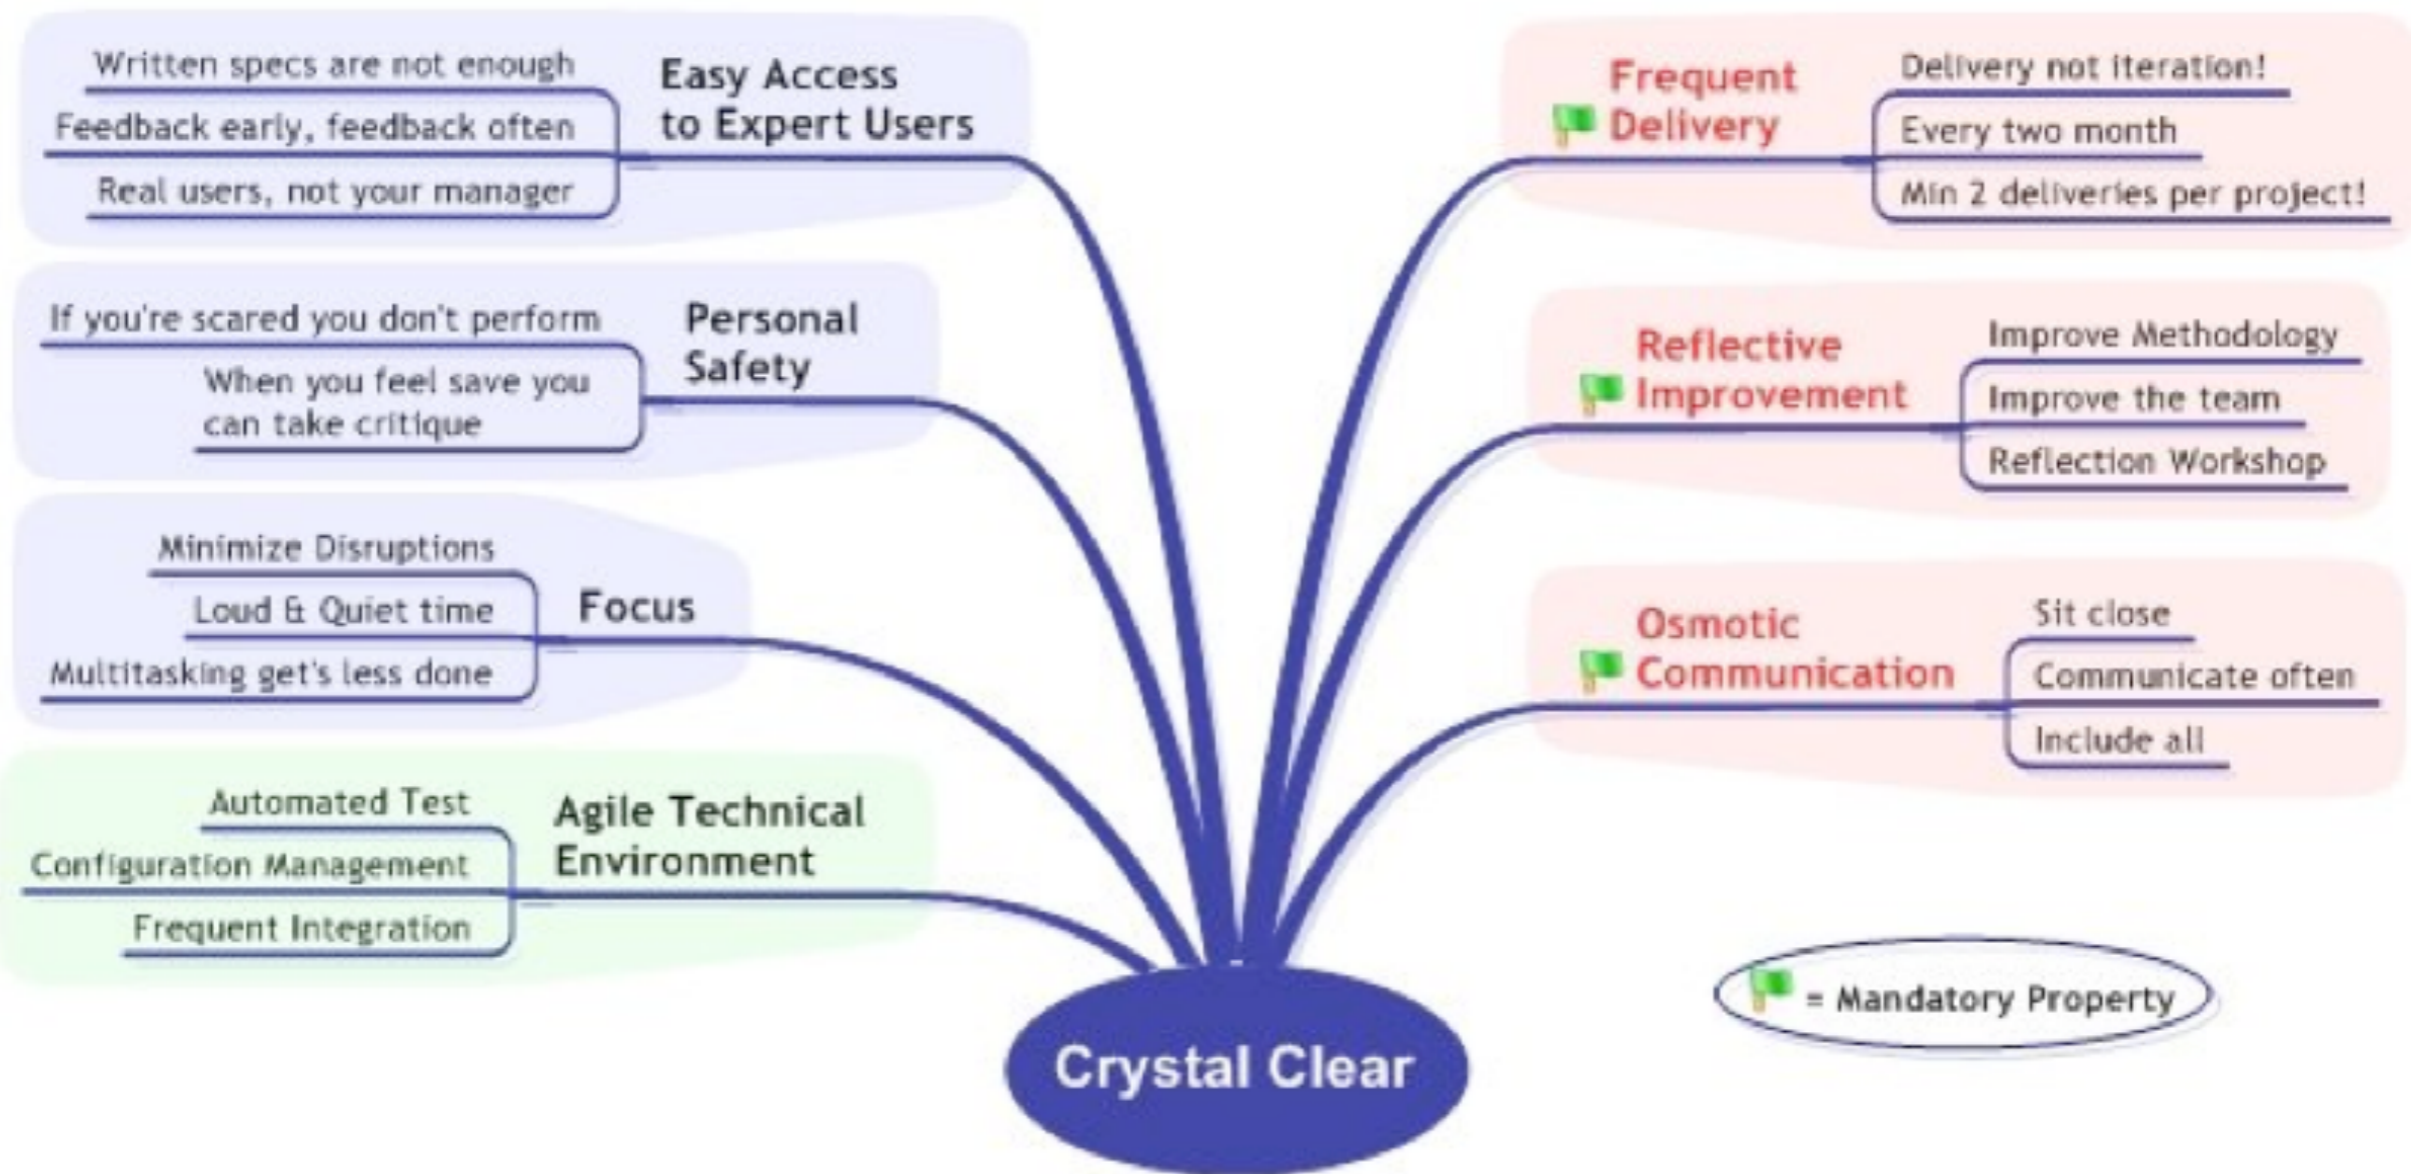 Written specs are not enough
Feedback early, feedback often
Real users, not your manager
Easy Access
to Expert Users
If you're scared you don't perform
When you feel save you
can take critique
Personal
Safety
Minimize Disruptions
Loud & Quiet time
Multitasking get's less done
Focus
Automated Test
Configuration Management
Frequent Integration
Agile Technical
Environment
Frequent
Delivery
Delivery not iteration!
Every two month
Min 2 deliveries per project!
Reflective
Improvement
Improve Methodology
Improve the team
Reflection Workshop
Osmotic
Communication
Sit close
Communicate often
Include all
= Mandatory Property
Crystal Clear